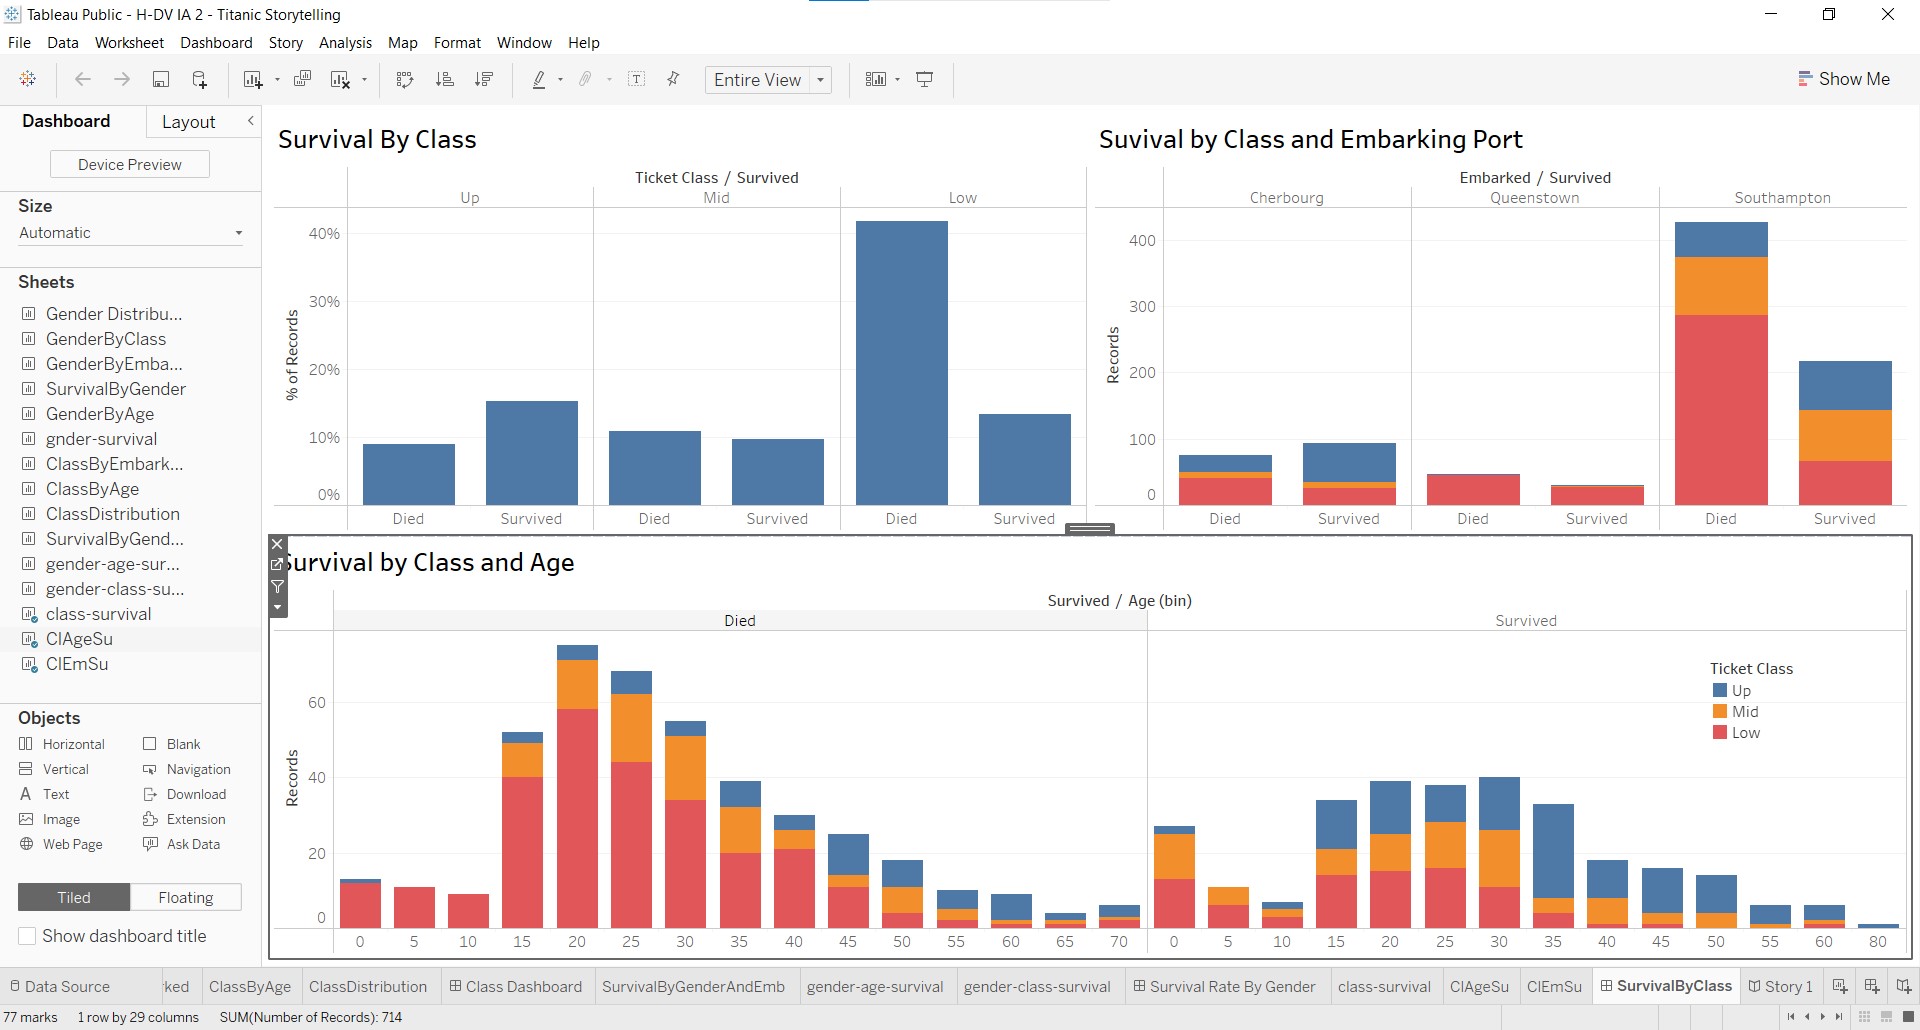 Tableau Public - H-DV IA 2 - Titanic Storytelling
File Data Worksheet Dashboard Story Analysis Map Format Window Help
Entire View
Show Me
Dashboard
Layout
Device Preview
Size
Automatic
Sheets
Gender Distribu...
GenderByClass
GenderByEmba...
SurvivalByGender
GenderByAge
gnder-survival
ClassByEmbark...
ClassByAge
ClassDistribution
SurvivalByGend...
gender-age-sur...
gender-class-su...
class-survival
ClAgeSu
ClEmSu
Objects
Horizontal Blank
Vertical Navigation
Text Download
Image Extension
Web Page Ask Data
Tiled Floating
Show dashboard title
Survival By Class
Ticket Class / Survived
Up Mid Low
% of Records
40%
30%
20%
10%
0%
Died Survived Died Survived Died Survived
Suvival by Class and Embarking Port
Embarked / Survived
Cherbourg Queenstown Southampton
Records
400
300
200
100
0
Died Survived Died Survived Died Survived
Survival by Class and Age
Survived / Age (bin)
Died Survived
Records
60
40
20
0
Ticket Class
Up
Mid
Low
0 5 10 15 20 25 30 35 40 45 50 55 60 65 70 0 5 10 15 20 25 30 35 40 45 50 55 60 80
Data Source ked ClassByAge ClassDistribution Class Dashboard SurvivalByGenderAndEmb gender-age-survival gender-class-survival Survival Rate By Gender class-survival ClAgeSu ClEmSu SurvivalByClass Story 1
77 marks 1 row by 29 columns SUM(Number of Records): 714